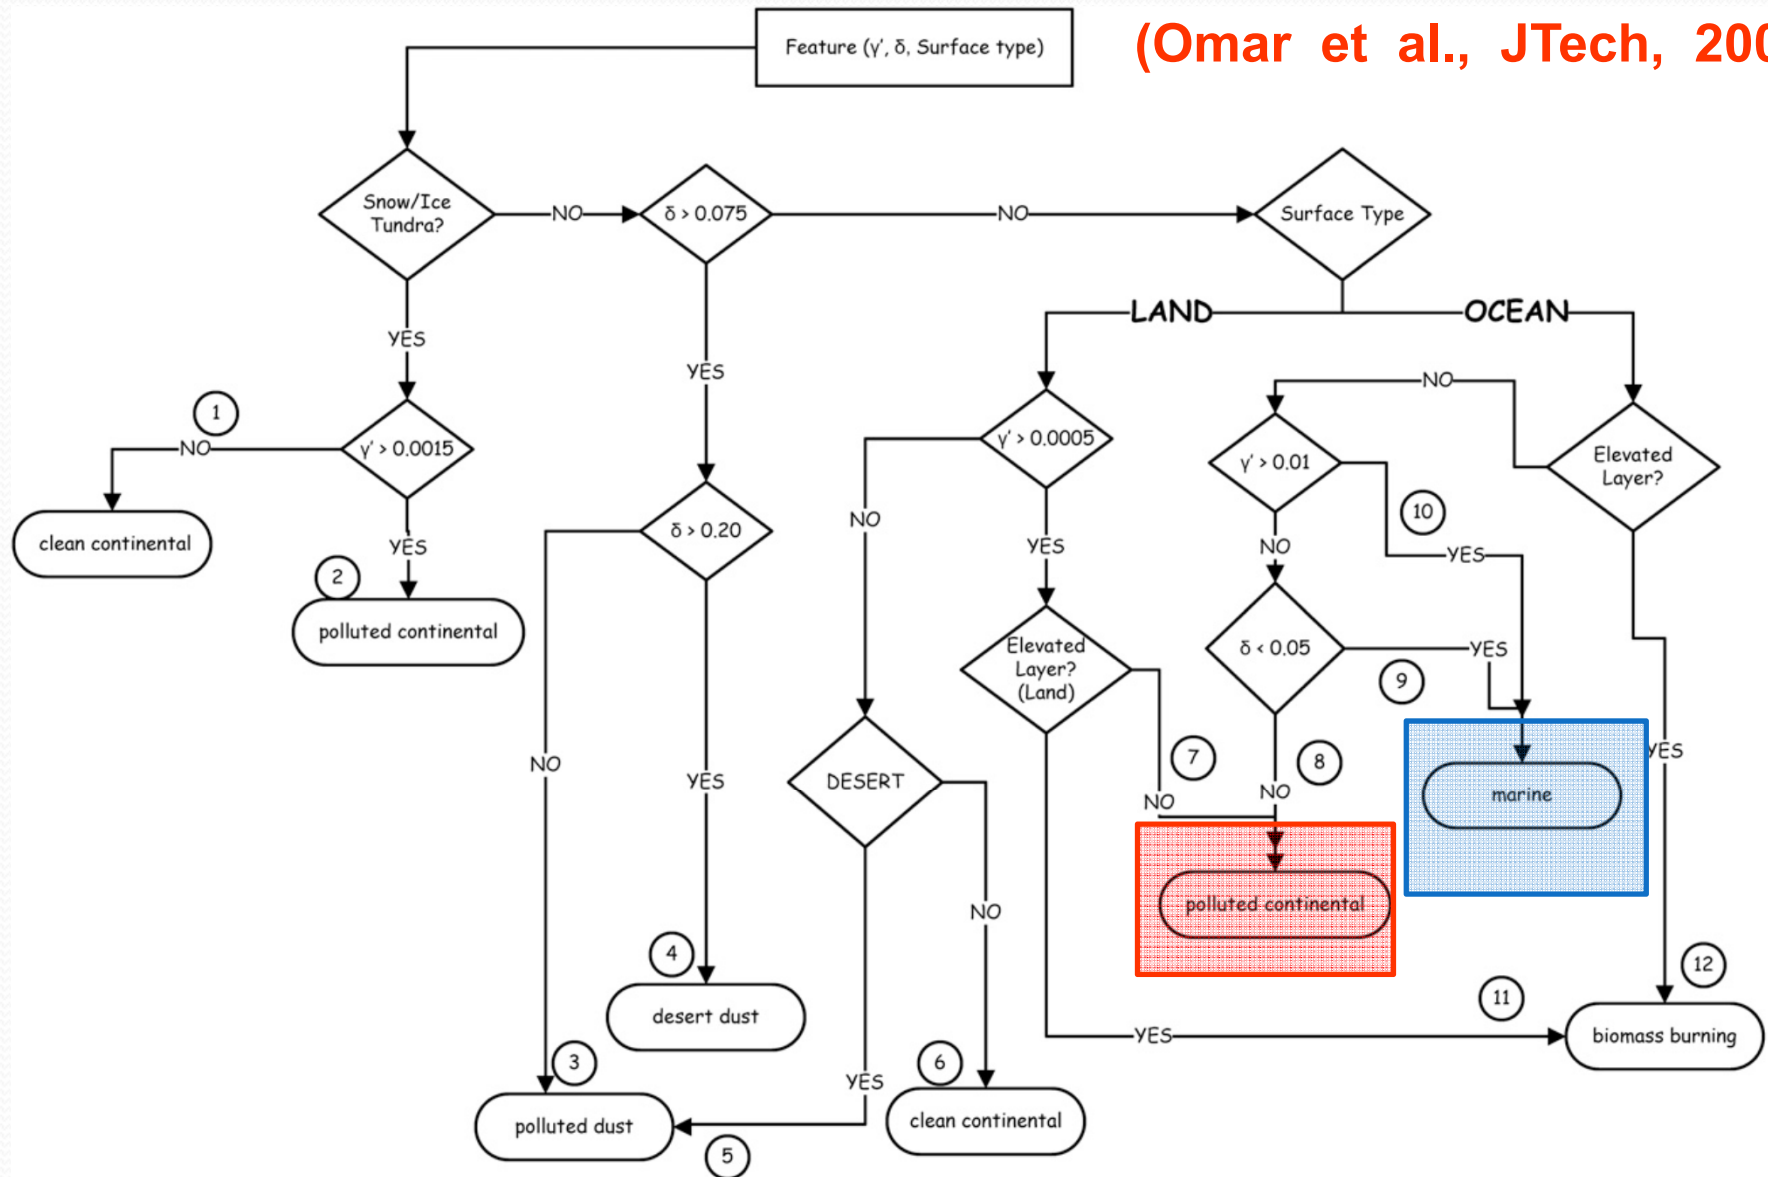 Feature (γ', δ, Surface type)
(Omar et al., JTech, 200
Snow/Ice
Tundra?
NO
δ > 0.075
NO
Surface Type
LAND
OCEAN
YES
YES
NO
1
NO
γ' > 0.0015
γ' > 0.0005
γ' > 0.01
Elevated
Layer?
10
clean continental
YES
δ > 0.20
NO
YES
NO
YES
2
polluted continental
Elevated
Layer?
(Land)
δ < 0.05
YES
9
NO
YES
DESERT
7
8
YES
NO
NO
marine
polluted continental
NO
4
desert dust
12
11
YES
biomass burning
3
YES
6
polluted dust
clean continental
5